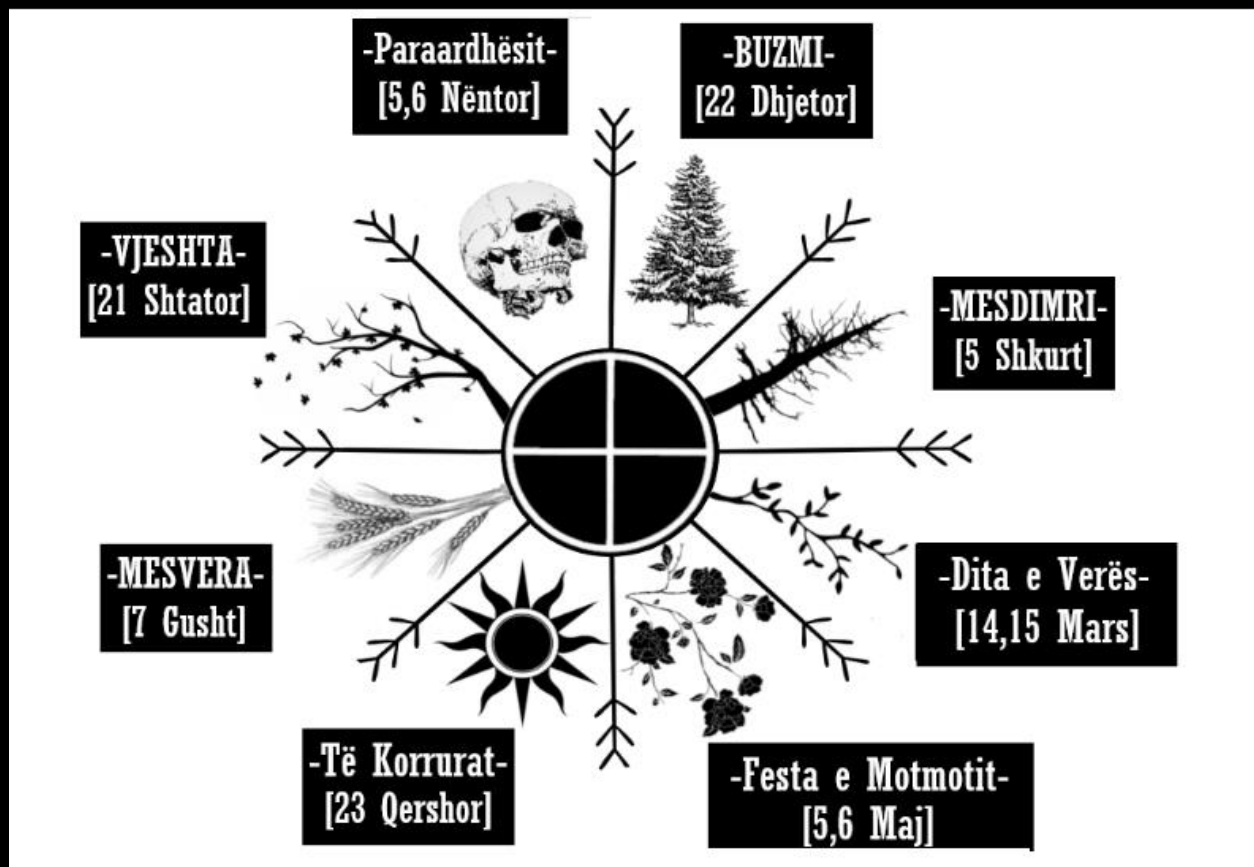 -Paraardhësit-
[5,6 Nëntor]
-BUZMI-
[22 Dhjetor]
-VJESHTA-
[21 Shtator]
-MESDIMRI-
[5 Shkurt]
-MESVERA-
[7 Gusht]
-Dita e Verës-
[14,15 Mars]
-Të Korrurat-
[23 Qershor]
-Festa e Motmotit-
[5,6 Maj]